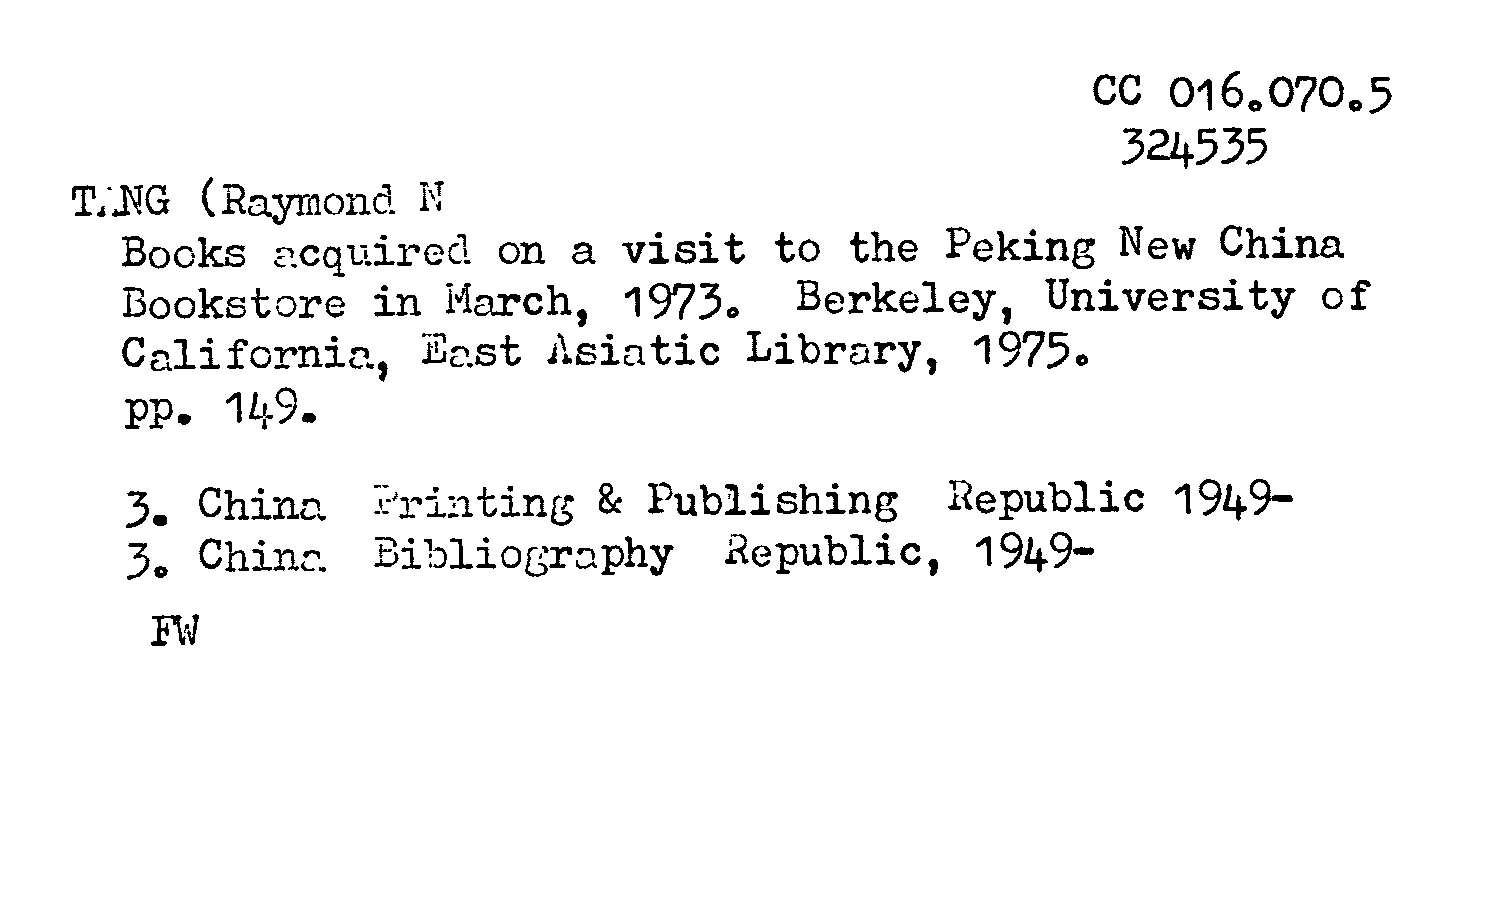 CC 016.070.5
324535
TANG (Raymond N
Books acquired on a visit to the Peking New China
Bookstore in March, 1973. Berkeley, University of
California, East Asiatic Library, 1975.
pp. 149.
3. China Printing & Publishing Republic 1949-
3. China Bibliography Republic, 1949-
FW